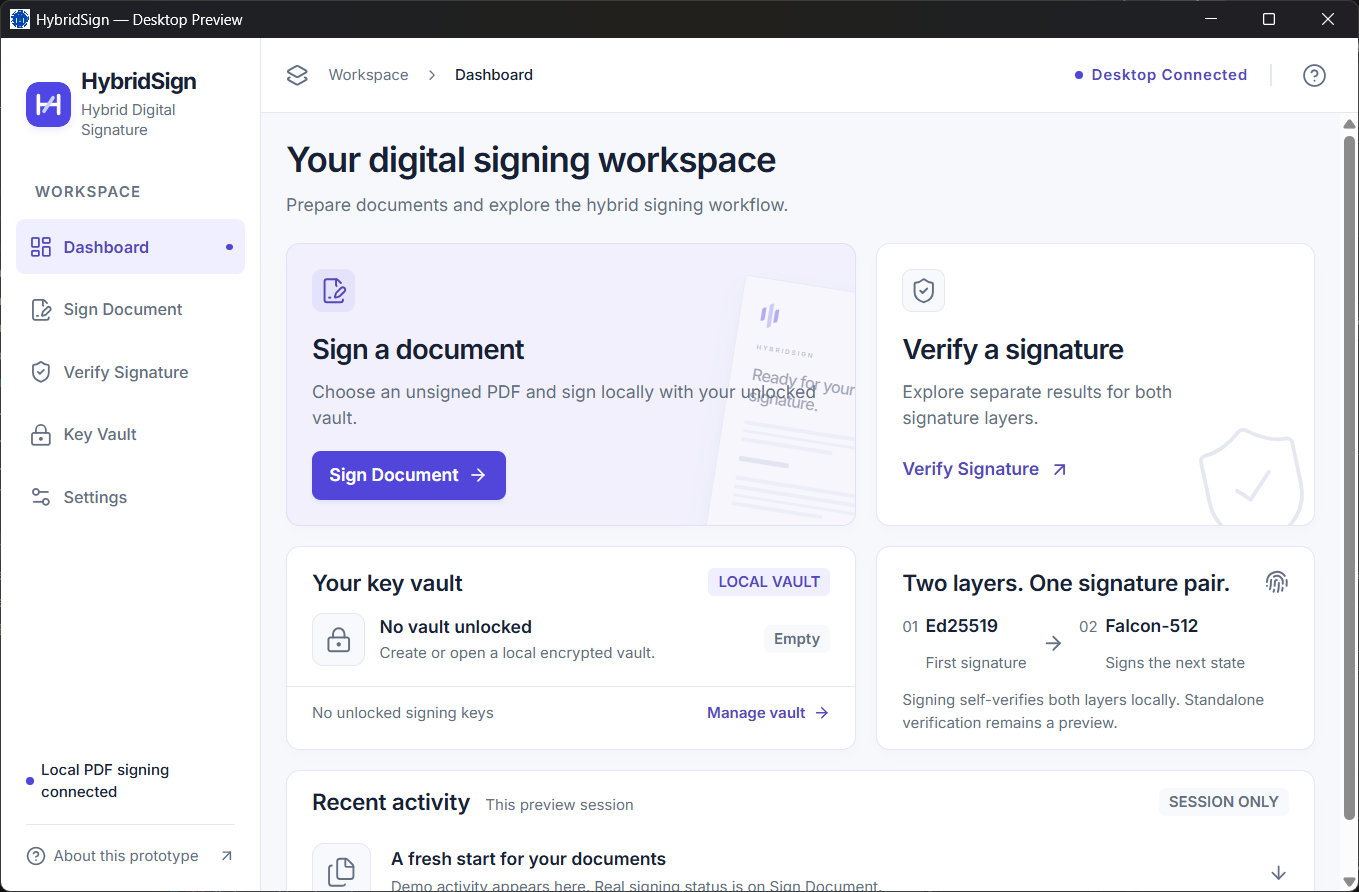 HybridSign — Desktop Preview
HybridSign
Hybrid Digital
Signature
Workspace
Dashboard
Desktop Connected
WORKSPACE
Dashboard
Sign Document
Verify Signature
Key Vault
Settings
Local PDF signing
connected
About this prototype
Your digital signing workspace
Prepare documents and explore the hybrid signing workflow.
Sign a document
Choose an unsigned PDF and sign locally with your unlocked
vault.
Sign Document
HYBRIDSIGN
Ready for your
signature.
Verify a signature
Explore separate results for both
signature layers.
Verify Signature
Your key vault
LOCAL VAULT
No vault unlocked
Create or open a local encrypted vault.
Empty
No unlocked signing keys
Manage vault
Two layers. One signature pair.
01 Ed25519
First signature
02 Falcon-512
Signs the next state
Signing self-verifies both layers locally. Standalone
verification remains a preview.
Recent activity This preview session
SESSION ONLY
A fresh start for your documents
Demo activity appears here. Real signing status is on Sign Document.